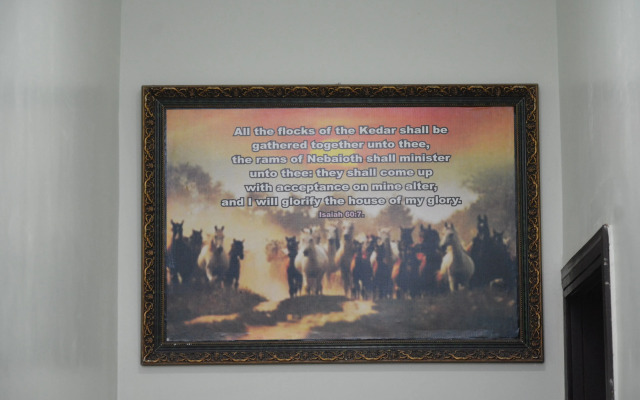 All the flocks of the Kedar shall be
gathered together unto thee,
the rams of Nebaioth shall minister
unto thee: they shall come up
with acceptance on mine alter,
and I will glorify the house of my glory.
Isaiah 60:7.